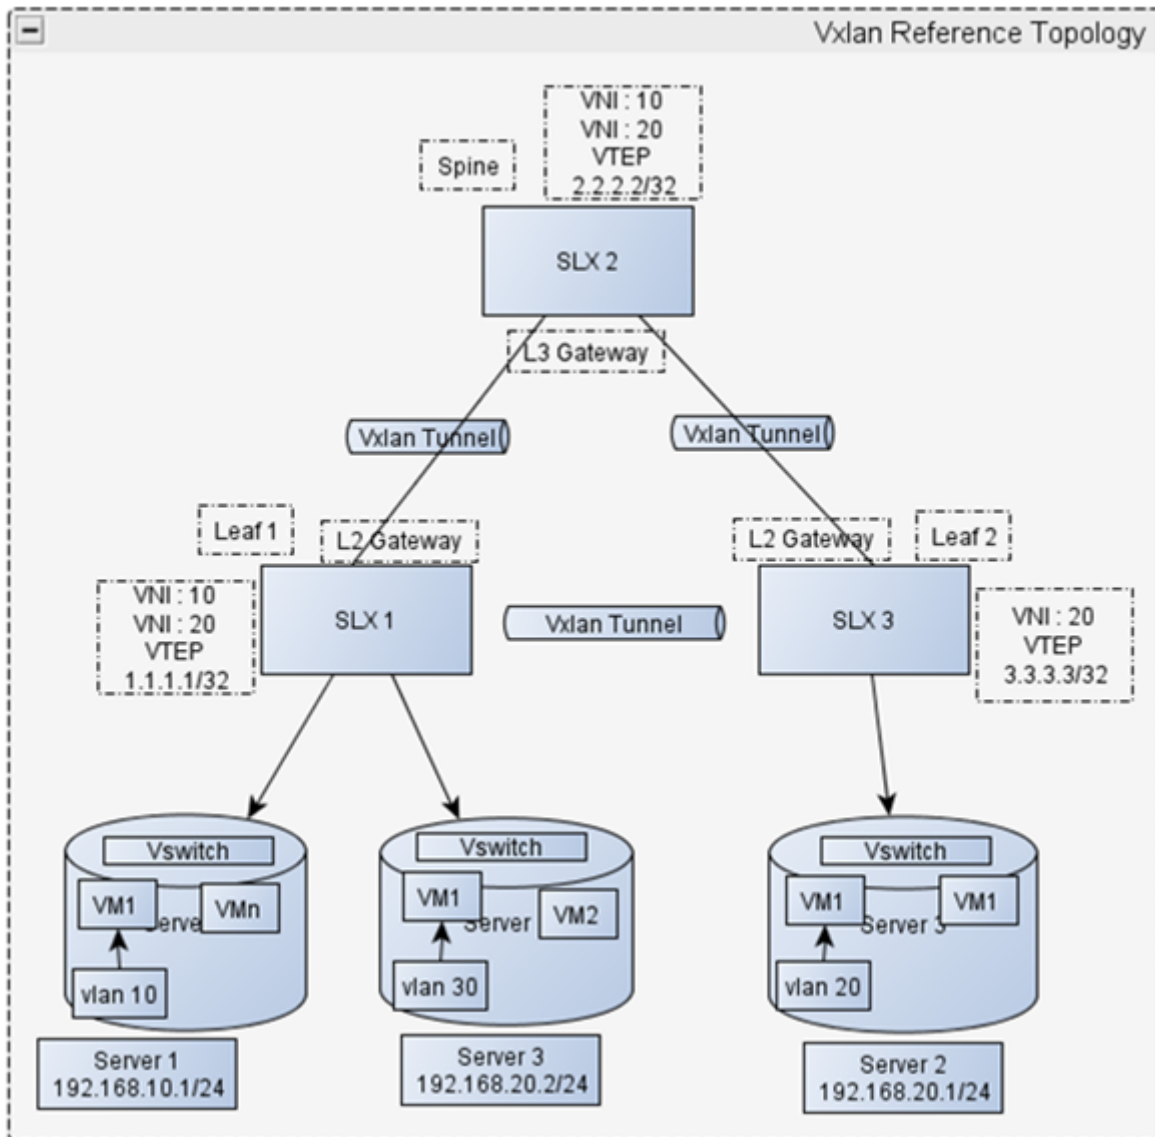 Vxlan Reference Topology
VNI : 10
VNI : 20
VTEP
2.2.2.2/32
Spine
SLX 2
L3 Gateway
Vxlan Tunnel
Vxlan Tunnel
Leaf 1
L2 Gateway
L2 Gateway
Leaf 2
VNI : 10
VNI : 20
VTEP
1.1.1.1/32
SLX 1
Vxlan Tunnel
SLX 3
VNI : 20
VTEP
3.3.3.3/32
Vswitch
VM1
VMn
Server
vlan 10
Vswitch
VM1
VM2
Server
vlan 30
Vswitch
VM1
VM1
Server 3
vlan 20
Server 1
192.168.10.1/24
Server 3
192.168.20.2/24
Server 2
192.168.20.1/24